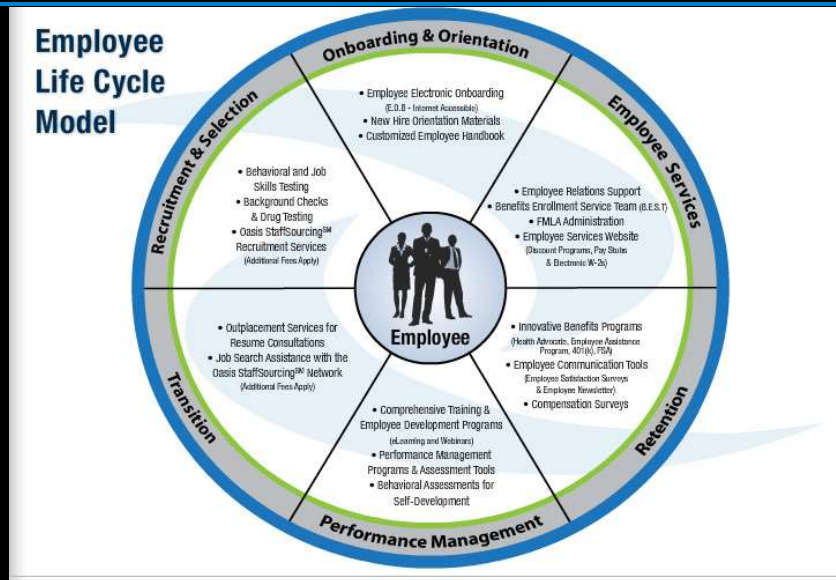 Employee
Life Cycle
Model
Onboarding & Orientation
• Employee Electronic Onboarding
(E.O.B - Internet Accessible)
• New Hire Orientation Materials
• Customized Employee Handbook
Employee Services
• Employee Relations Support
• Benefits Enrollment Service Team (B.E.S.T)
• FMLA Administration
• Employee Services Website
(Discount Programs, Pay Stubs
& Electronic W-2s)
Retention
• Innovative Benefits Programs
(Health Advocate, Employee Assistance
Program, 401(k), FSA)
• Employee Communication Tools
(Employee Satisfaction Surveys
& Employee Newsletter)
• Compensation Surveys
Performance Management
• Comprehensive Training &
Employee Development Programs
(eLearning and Webinars)
• Performance Management
Programs & Assessment Tools
• Behavioral Assessments for
Self-Development
Transition
• Outplacement Services for
Resume Consultations
• Job Search Assistance with the
Oasis StaffSourcing℠ Network
(Additional Fees Apply)
Recruitment & Selection
• Behavioral and Job
Skills Testing
• Background Checks
& Drug Testing
• Oasis StaffSourcing℠
Recruitment Services
(Additional Fees Apply)
Employee